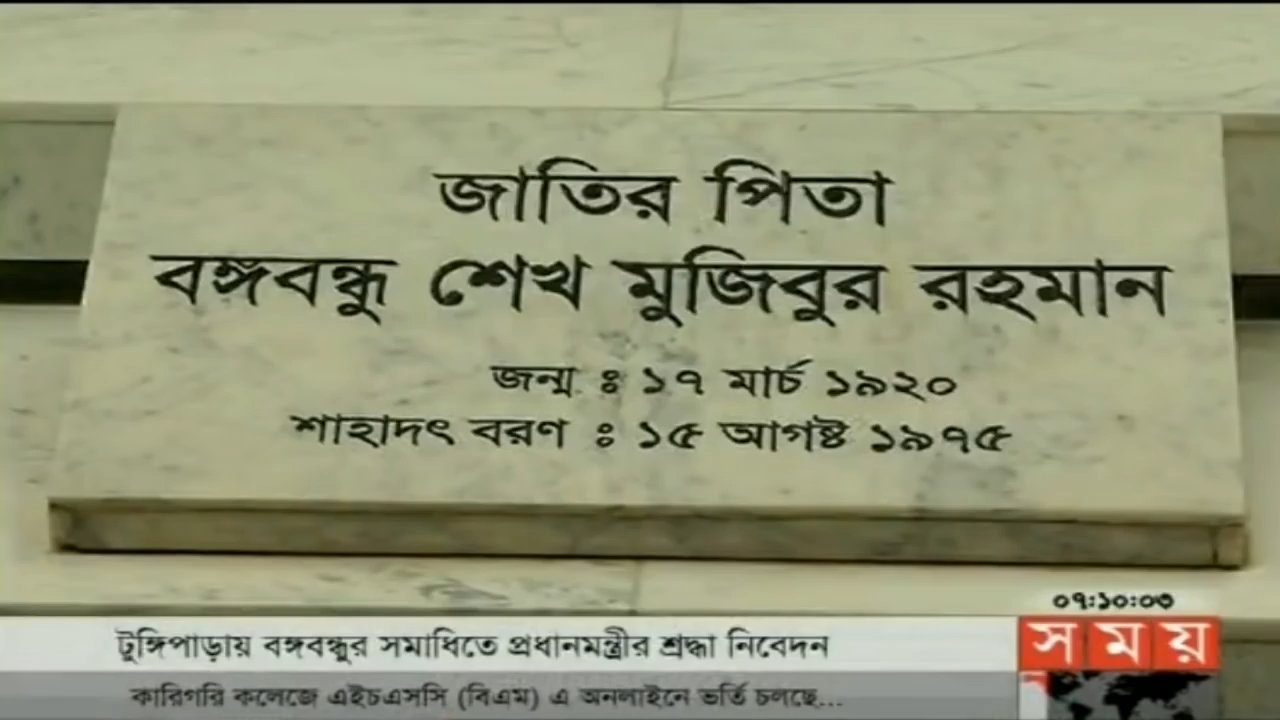 জাতির পিতা
বঙ্গবন্ধু শেখ মুজিবুর রহমান
জন্ম ঃ ১৭ মার্চ ১৯২০
শাহাদৎ বরণ ঃ ১৫ আগষ্ট ১৯৭৫
০৭:১০:০৩
টুঙ্গিপাড়ায় বঙ্গবন্ধুর সমাধিতে প্রধানমন্ত্রীর শ্রদ্ধা নিবেদন
সময়
কারিগরি কলেজে এইচএসসি (বিএম) এ অনলাইনে ভর্তি চলছে...